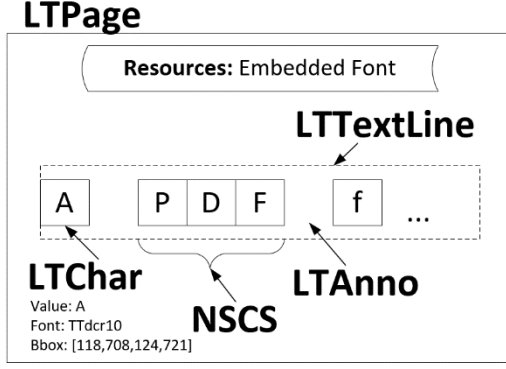 LTPage
Resources: Embedded Font
LTTextLine
A P D F f ...
LTChar
LTAnno
NSCS
Value: A
Font: TTdcr10
Bbox: [118,708,124,721]